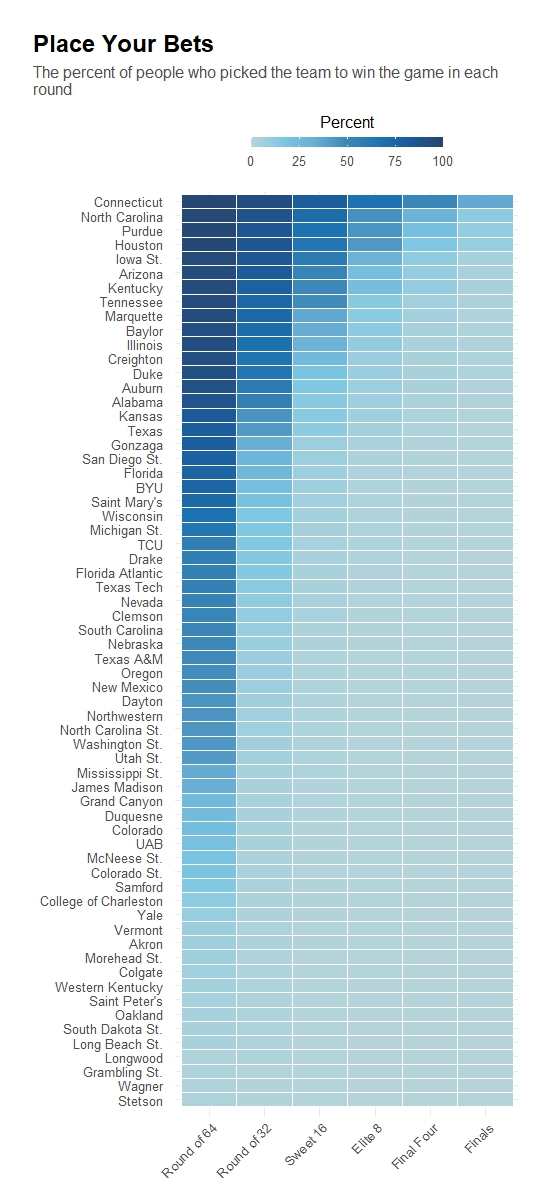 Place Your Bets
The percent of people who picked the team to win the game in each
round
Percent
0 25 50 75 100
Connecticut
North Carolina
Purdue
Houston
Iowa St.
Arizona
Kentucky
Tennessee
Marquette
Baylor
Illinois
Creighton
Duke
Auburn
Alabama
Kansas
Texas
Gonzaga
San Diego St.
Florida
BYU
Saint Mary's
Wisconsin
Michigan St.
TCU
Drake
Florida Atlantic
Texas Tech
Nevada
Clemson
South Carolina
Nebraska
Texas A&M
Oregon
New Mexico
Dayton
Northwestern
North Carolina St.
Washington St.
Utah St.
Mississippi St.
James Madison
Grand Canyon
Duquesne
Colorado
UAB
McNeese St.
Colorado St.
Samford
College of Charleston
Yale
Vermont
Akron
Morehead St.
Colgate
Western Kentucky
Saint Peter's
Oakland
South Dakota St.
Long Beach St.
Longwood
Grambling St.
Wagner
Stetson
Round of 64
Round of 32
Sweet 16
Elite 8
Final Four
Finals